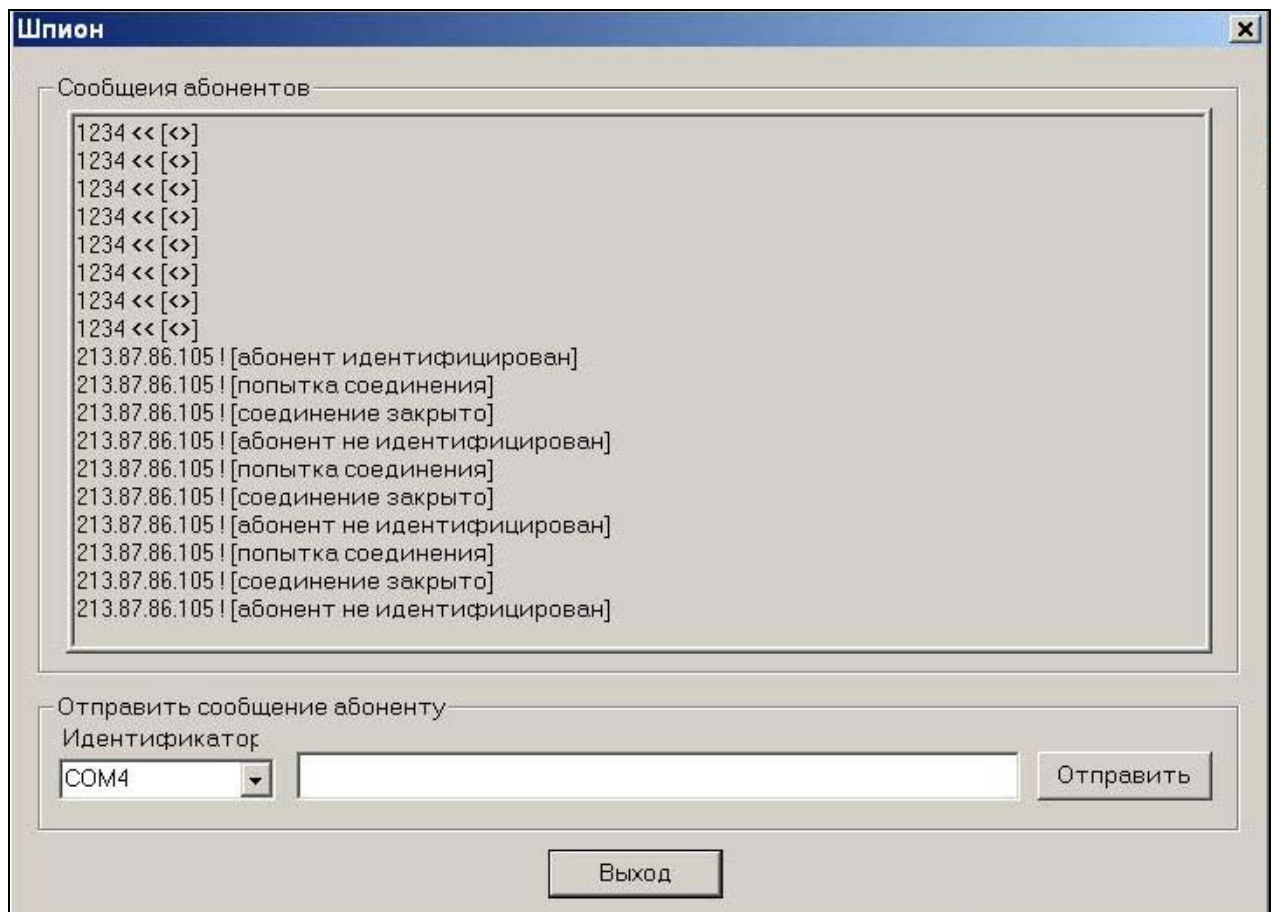 Шпион
Сообщеия абонентов
1234 << [<>]
1234 << [<>]
1234 << [<>]
1234 << [<>]
1234 << [<>]
1234 << [<>]
1234 << [<>]
1234 << [<>]
213.87.86.105 ! [абонент идентифицирован]
213.87.86.105 ! [попытка соединения]
213.87.86.105 ! [соединение закрыто]
213.87.86.105 ! [абонент не идентифицирован]
213.87.86.105 ! [попытка соединения]
213.87.86.105 ! [соединение закрыто]
213.87.86.105 ! [абонент не идентифицирован]
213.87.86.105 ! [попытка соединения]
213.87.86.105 ! [соединение закрыто]
213.87.86.105 ! [абонент не идентифицирован]
Отправить сообщение абоненту
Идентификатор
COM4
Отправить
Выход